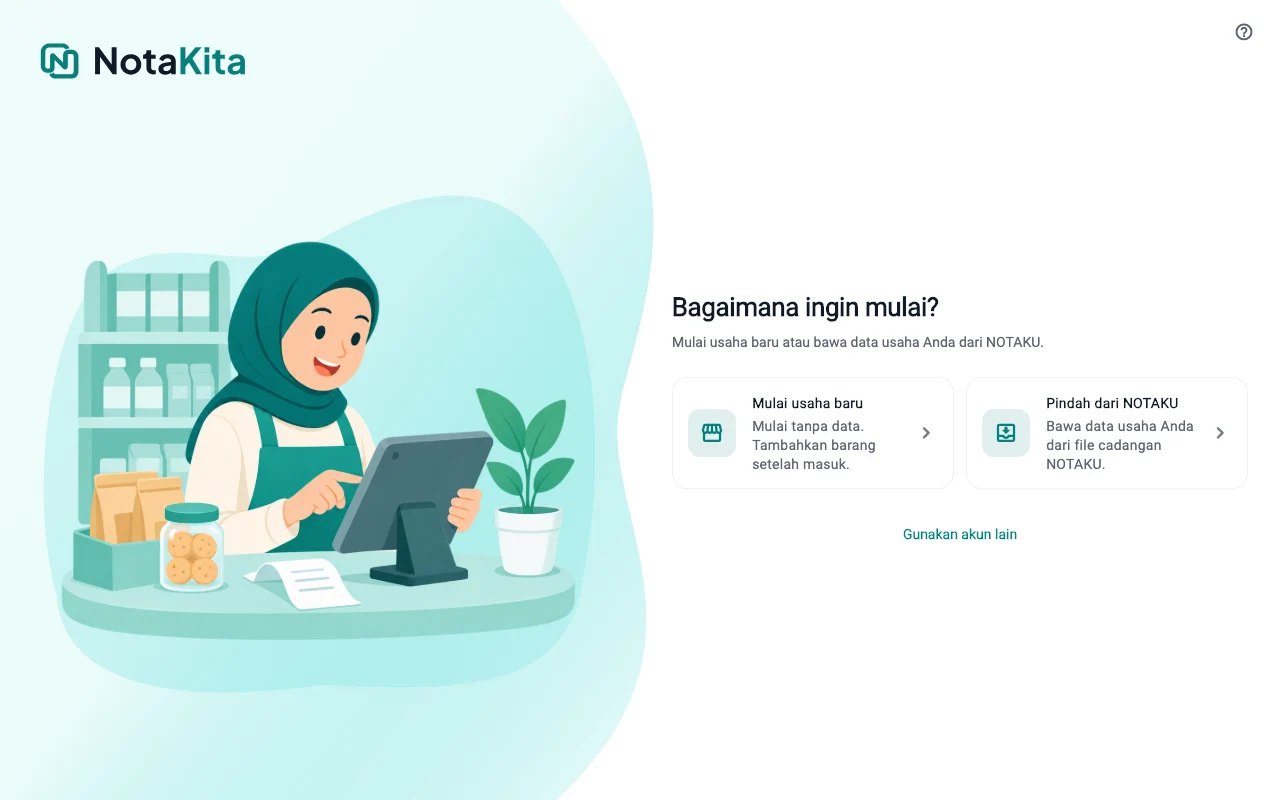 NotaKita
Bagaimana ingin mulai?
Mulai usaha baru atau bawa data usaha Anda dari NOTAKU.
Mulai usaha baru
Mulai tanpa data.
Tambahkan barang
setelah masuk.
Pindah dari NOTAKU
Bawa data usaha Anda
dari file cadangan
NOTAKU.
Gunakan akun lain